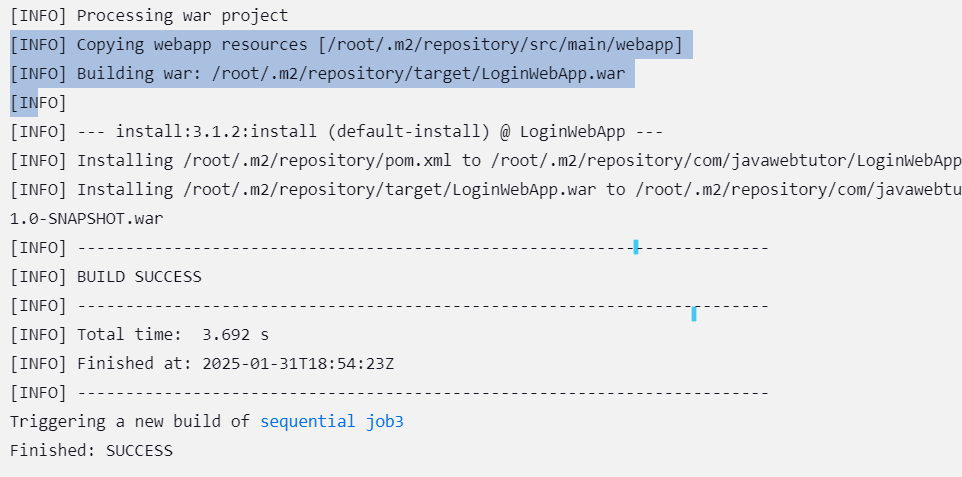 [INFO] Processing war project
[INFO] Copying webapp resources [/root/.m2/repository/src/main/webapp]
[INFO] Building war: /root/.m2/repository/target/LoginWebApp.war
[INFO]
[INFO] --- install:3.1.2:install (default-install) @ LoginWebApp ---
[INFO] Installing /root/.m2/repository/pom.xml to /root/.m2/repository/com/javawebtutor/LoginWebApp
[INFO] Installing /root/.m2/repository/target/LoginWebApp.war to /root/.m2/repository/com/javawebtu
1.0-SNAPSHOT.war
[INFO] ------------------------------------------------------------------------
[INFO] BUILD SUCCESS
[INFO] ------------------------------------------------------------------------
[INFO] Total time:  3.692 s
[INFO] Finished at: 2025-01-31T18:54:23Z
[INFO] ------------------------------------------------------------------------
Triggering a new build of sequential job3
Finished: SUCCESS